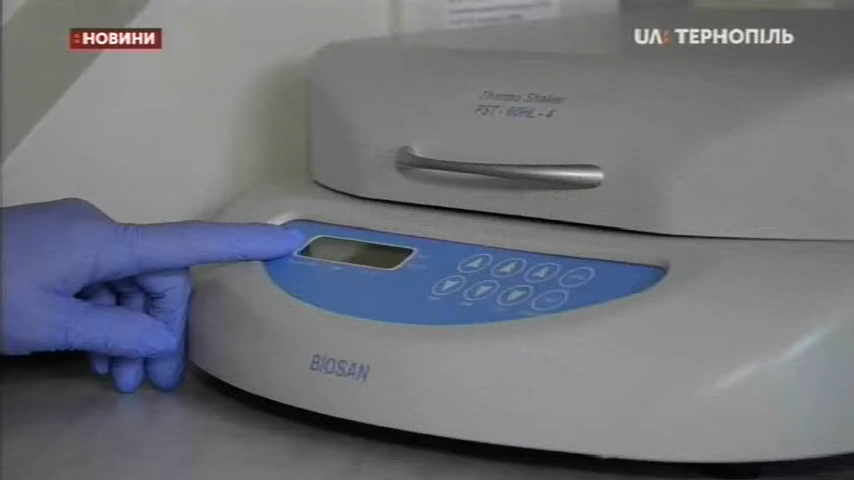 :НОВИНИ
UA:ТЕРНОПІЛЬ
Thermo Shaker
PST-60HL-4
BIOSAN